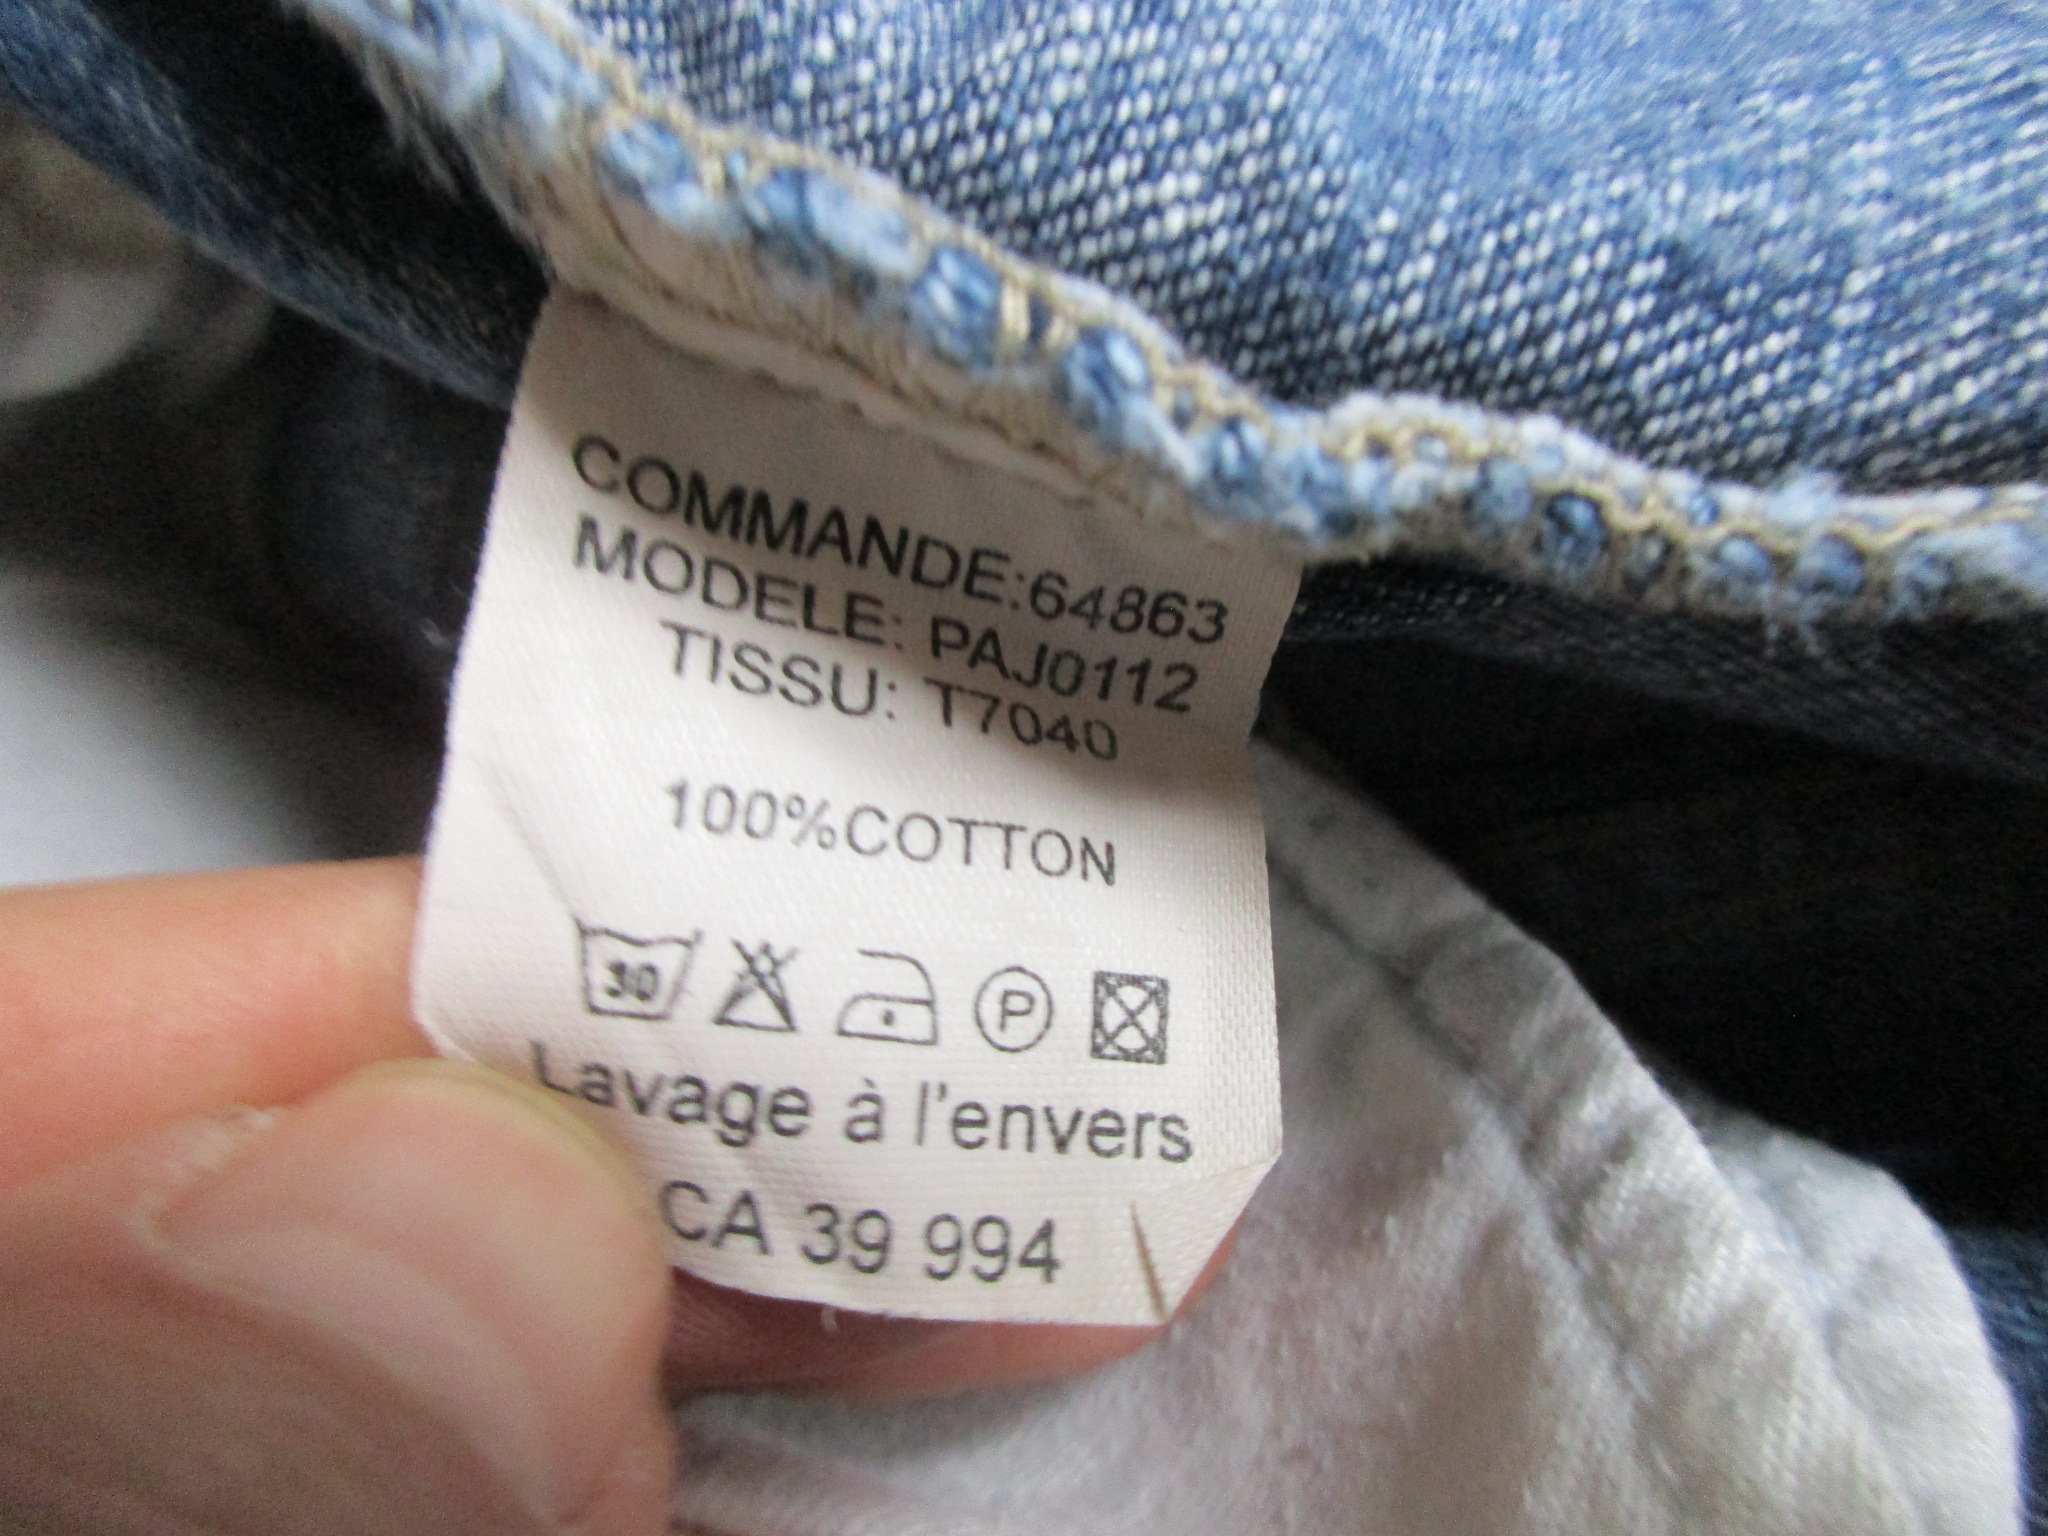 COMMANDE:64863
MODELE: PAJ0112
TISSU: T7040
100%COTTON
30 P
Lavage à l'envers
CA 39 994